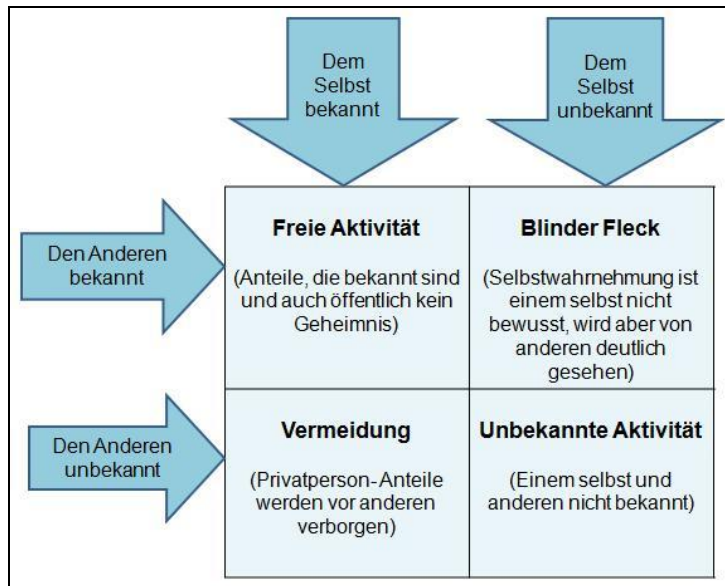 Dem
Selbst
bekannt
Dem
Selbst
unbekannt
Den Anderen
bekannt
Freie Aktivität
(Anteile, die bekannt sind
und auch öffentlich kein
Geheimnis)
Blinder Fleck
(Selbstwahrnehmung ist
einem selbst nicht
bewusst, wird aber von
anderen deutlich
gesehen)
Den Anderen
unbekannt
Vermeidung
(Privatperson- Anteile
werden vor anderen
verborgen)
Unbekannte Aktivität
(Einem selbst und
anderen nicht bekannt)